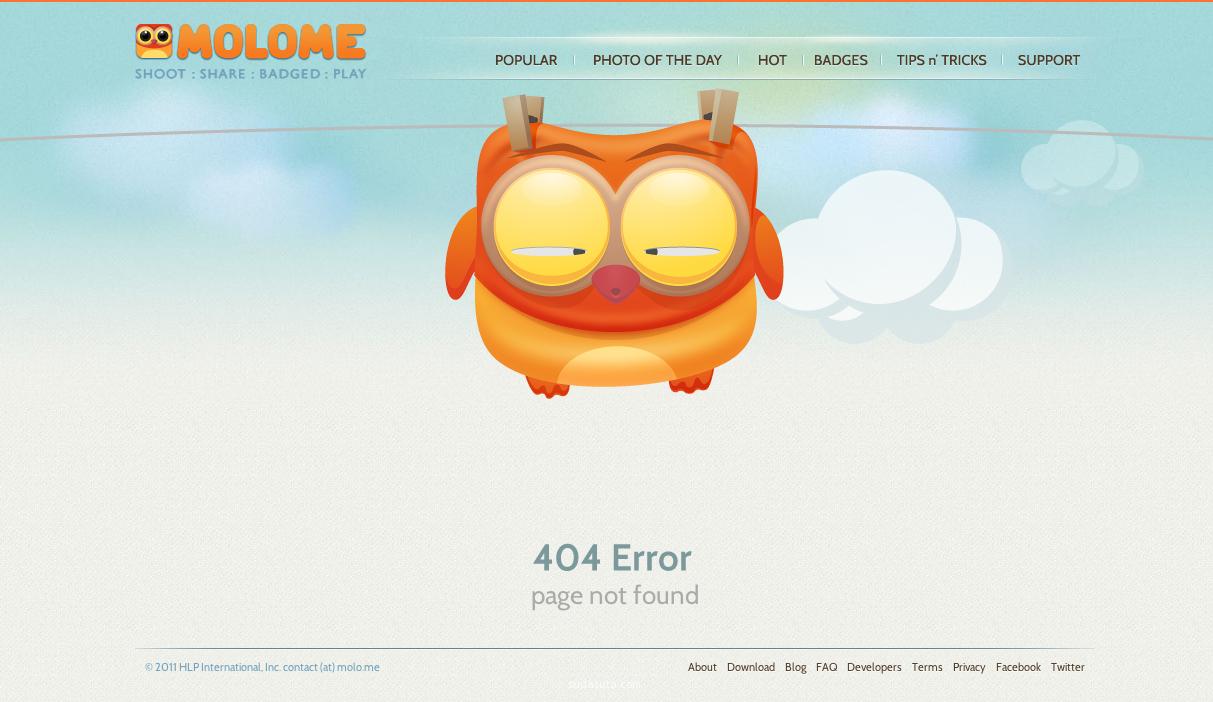 MOLOME
SHOOT : SHARE : BADGED : PLAY
POPULAR PHOTO OF THE DAY HOT BADGES TIPS n' TRICKS SUPPORT
404 Error
page not found
© 2011 HLP International, Inc. contact (at) molo.me
About Download Blog FAQ Developers Terms Privacy Facebook Twitter